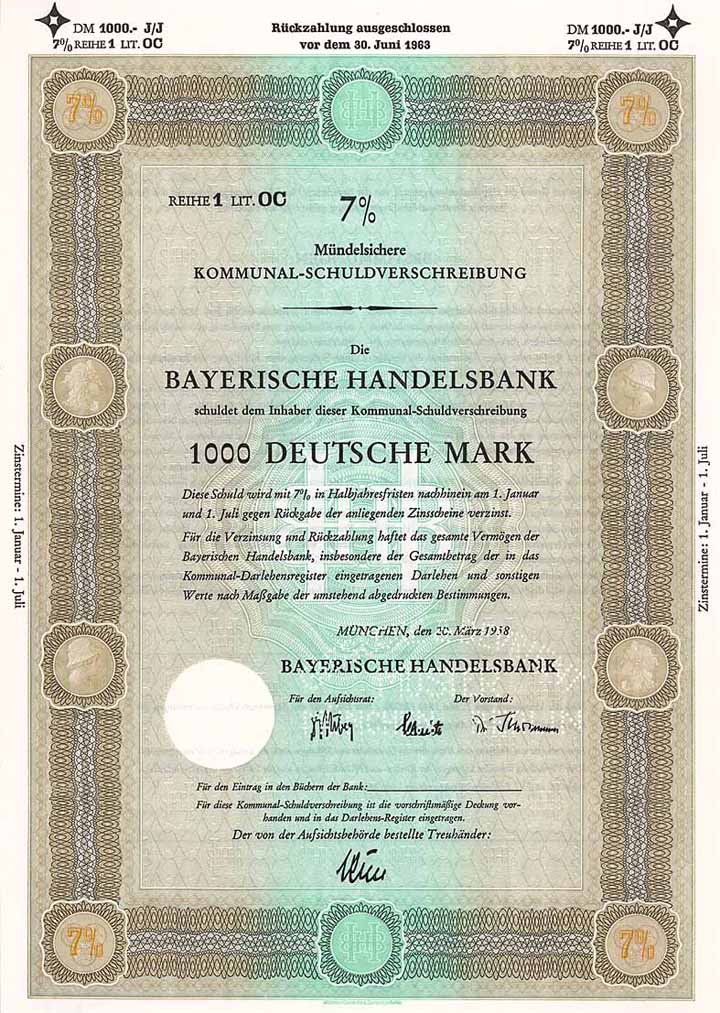 DM 1000.- J/J
7% REIHE 1 LIT. OC
Rückzahlung ausgeschlossen
vor dem 30. Juni 1963
DM 1000.- J/J
7% REIHE 1 LIT. OC
7%
7%
REIHE 1 LIT. OC
7%
Mündelsichere
KOMMUNAL-SCHULDVERSCHREIBUNG
Die
BAYERISCHE HANDELSBANK
schuldet dem Inhaber dieser Kommunal-Schuldverschreibung
1000 DEUTSCHE MARK
Diese Schuld wird mit 7% in Halbjahresfristen nachhinein am 1. Januar
und 1. Juli gegen Rückgabe der anliegenden Zinsscheine verzinst.
Für die Verzinsung und Rückzahlung haftet das gesamte Vermögen der
Bayerischen Handelsbank, insbesondere der Gesamtbetrag der in das
Kommunal-Darlehensregister eingetragenen Darlehen und sonstigen
Werte nach Maßgabe der umstehend abgedruckten Bestimmungen.
MÜNCHEN, den 20. März 1958
BAYERISCHE HANDELSBANK
Für den Aufsichtsrat:
Der Vorstand:
Für den Eintrag in den Büchern der Bank:
Für diese Kommunal-Schuldverschreibung ist die vorschriftsmäßige Deckung vor-
handen und in das Darlehens-Register eingetragen.
Der von der Aufsichtsbehörde bestellte Treuhänder:
7%
7%
Zinstermine: 1. Januar - 1. Juli
Zinstermine: 1. Januar - 1. Juli